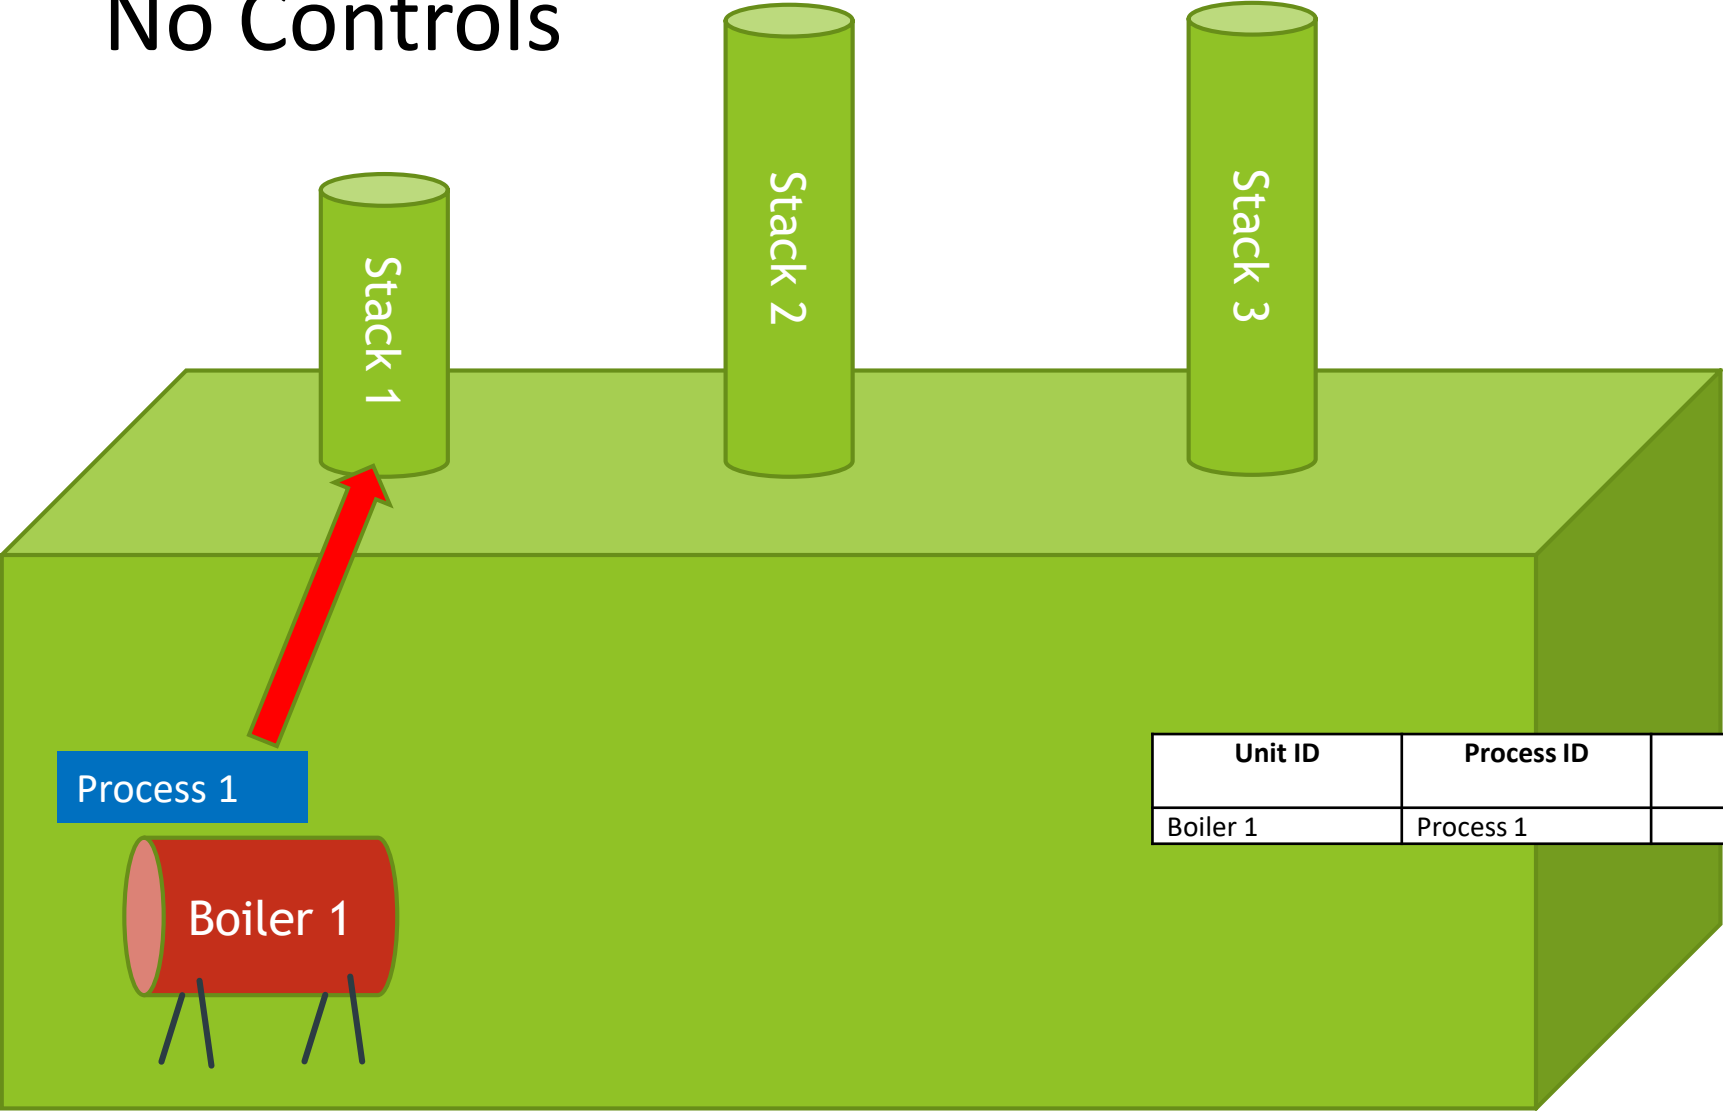 No Controls
Stack 1
Stack 2
Stack 3
Process 1
Boiler 1
Unit ID Process ID
Boiler 1 Process 1